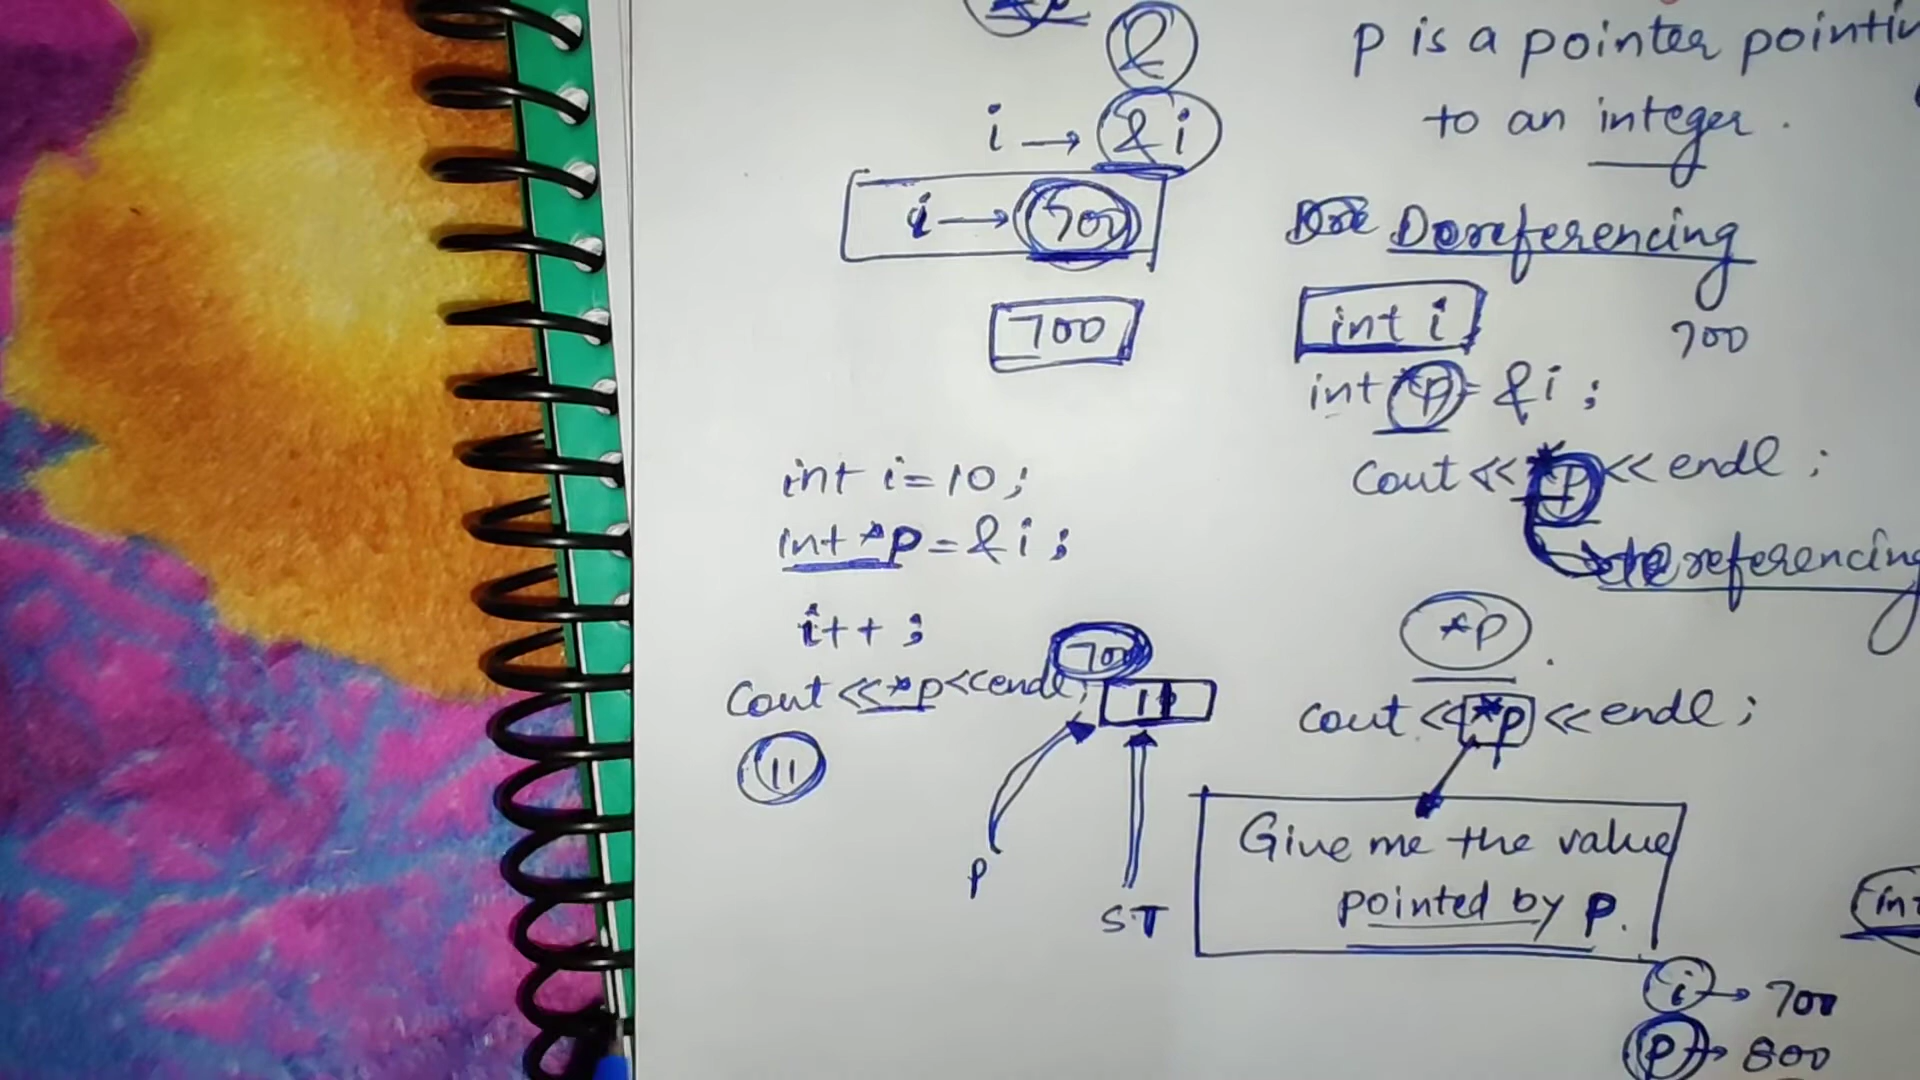 &
i → &i
i → 700
700
int i = 10 ;
int *p = & i ;
i++ ;
Cout << *p << endl ;
11
700
11
p
ST
p is a pointer
to an integer .
Dereferencing
int i
700
int *p = & i ;
Cout << *p << endl ;
dereferencing
*p
cout << *p << endl ;
Give me the value
pointed by p .
i → 700
p → 800